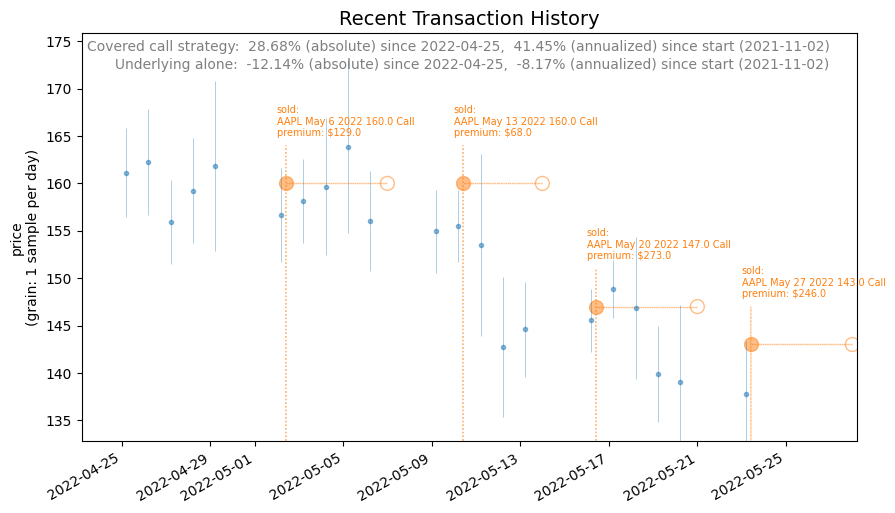 Recent Transaction History
Covered call strategy:  28.68% (absolute) since 2022-04-25,  41.45% (annualized) since start (2021-11-02)
Underlying alone:  -12.14% (absolute) since 2022-04-25,  -8.17% (annualized) since start (2021-11-02)
price
(grain: 1 sample per day)
175
170
165
160
155
150
145
140
135
sold:
AAPL May 6 2022 160.0 Call
premium: $129.0
sold:
AAPL May 13 2022 160.0 Call
premium: $68.0
sold:
AAPL May 20 2022 147.0 Call
premium: $273.0
sold:
AAPL May 27 2022 143.0 Call
premium: $246.0
2022-04-25
2022-04-29
2022-05-01
2022-05-05
2022-05-09
2022-05-13
2022-05-17
2022-05-21
2022-05-25